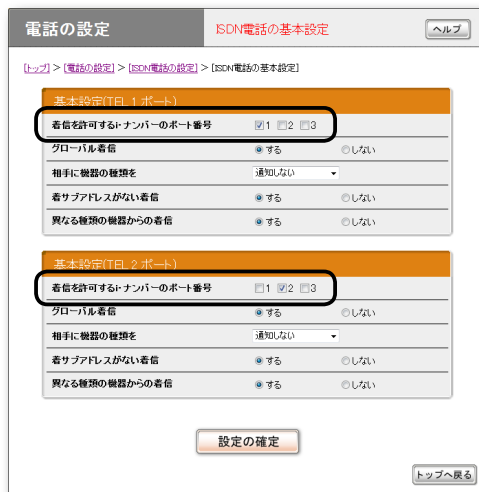 電話の設定 ISDN電話の基本設定 ヘルプ
[トップ] > [電話の設定] > [ISDN電話の設定] > [ISDN電話の基本設定]
基本設定(TEL 1 ポート)
着信を許可するi・ナンバーのポート番号 1 2 3
グローバル着信 する しない
相手に機器の種類を 通知しない
着サブアドレスがない着信 する しない
異なる種類の機器からの着信 する しない
基本設定(TEL 2 ポート)
着信を許可するi・ナンバーのポート番号 1 2 3
グローバル着信 する しない
相手に機器の種類を 通知しない
着サブアドレスがない着信 する しない
異なる種類の機器からの着信 する しない
設定の確定
トップへ戻る